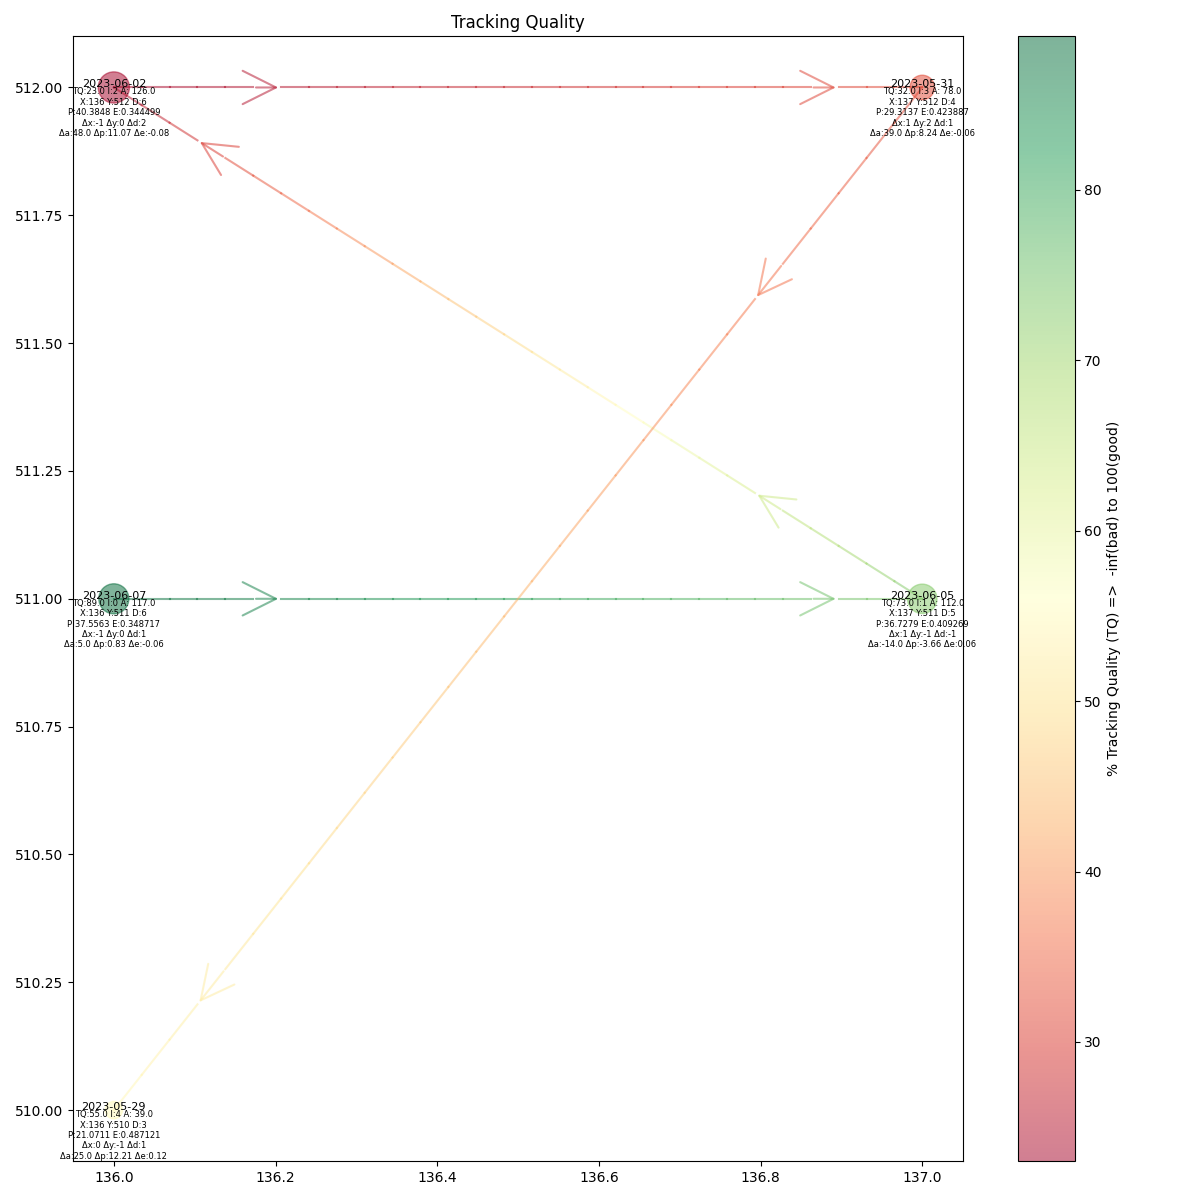 Tracking Quality
2023-06-02
TQ:23.0 I:2 A: 126.0
X:136 Y:512 D:6
P:40.3848 E:0.344499
Δx:-1 Δy:0 Δd:2
Δa:48.0 Δp:11.07 Δe:-0.08
2023-05-31
TQ:32.0 I:3 A: 78.0
X:137 Y:512 D:4
P:29.3137 E:0.423887
Δx:1 Δy:2 Δd:1
Δa:39.0 Δp:8.24 Δe:-0.06
2023-06-07
TQ:89.0 I:0 A: 117.0
X:136 Y:511 D:6
P:37.5563 E:0.348717
Δx:-1 Δy:0 Δd:1
Δa:5.0 Δp:0.83 Δe:-0.06
2023-06-05
TQ:73.0 I:1 A: 112.0
X:137 Y:511 D:5
P:36.7279 E:0.409269
Δx:1 Δy:-1 Δd:-1
Δa:-14.0 Δp:-3.66 Δe:0.06
2023-05-29
TQ:55.0 I:4 A: 39.0
X:136 Y:510 D:3
P:21.0711 E:0.487121
Δx:0 Δy:-1 Δd:1
Δa:25.0 Δp:12.21 Δe:0.12
512.00
511.75
511.50
511.25
511.00
510.75
510.50
510.25
510.00
136.0
136.2
136.4
136.6
136.8
137.0
80
70
60
50
40
30
% Tracking Quality (TQ) => -inf(bad) to 100(good)